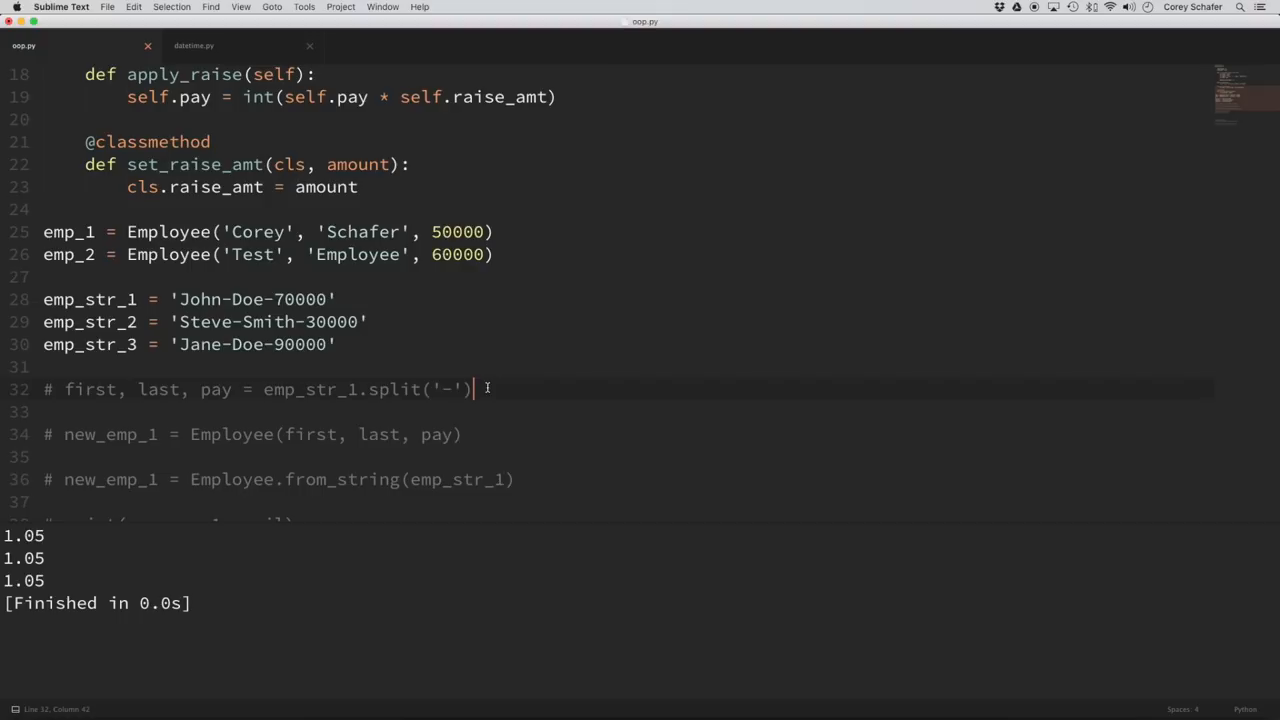 Sublime Text File Edit Selection Find View Goto Tools Project Window Help Corey Schafer
oop.py
oop.py datetime.py
18 def apply_raise(self):
19 self.pay = int(self.pay * self.raise_amt)
20
21 @classmethod
22 def set_raise_amt(cls, amount):
23 cls.raise_amt = amount
24
25 emp_1 = Employee('Corey', 'Schafer', 50000)
26 emp_2 = Employee('Test', 'Employee', 60000)
27
28 emp_str_1 = 'John-Doe-70000'
29 emp_str_2 = 'Steve-Smith-30000'
30 emp_str_3 = 'Jane-Doe-90000'
31
32 # first, last, pay = emp_str_1.split('-')
33
34 # new_emp_1 = Employee(first, last, pay)
35
36 # new_emp_1 = Employee.from_string(emp_str_1)
37
1.05
1.05
1.05
[Finished in 0.0s]
Line 32, Column 42 Spaces: 4 Python